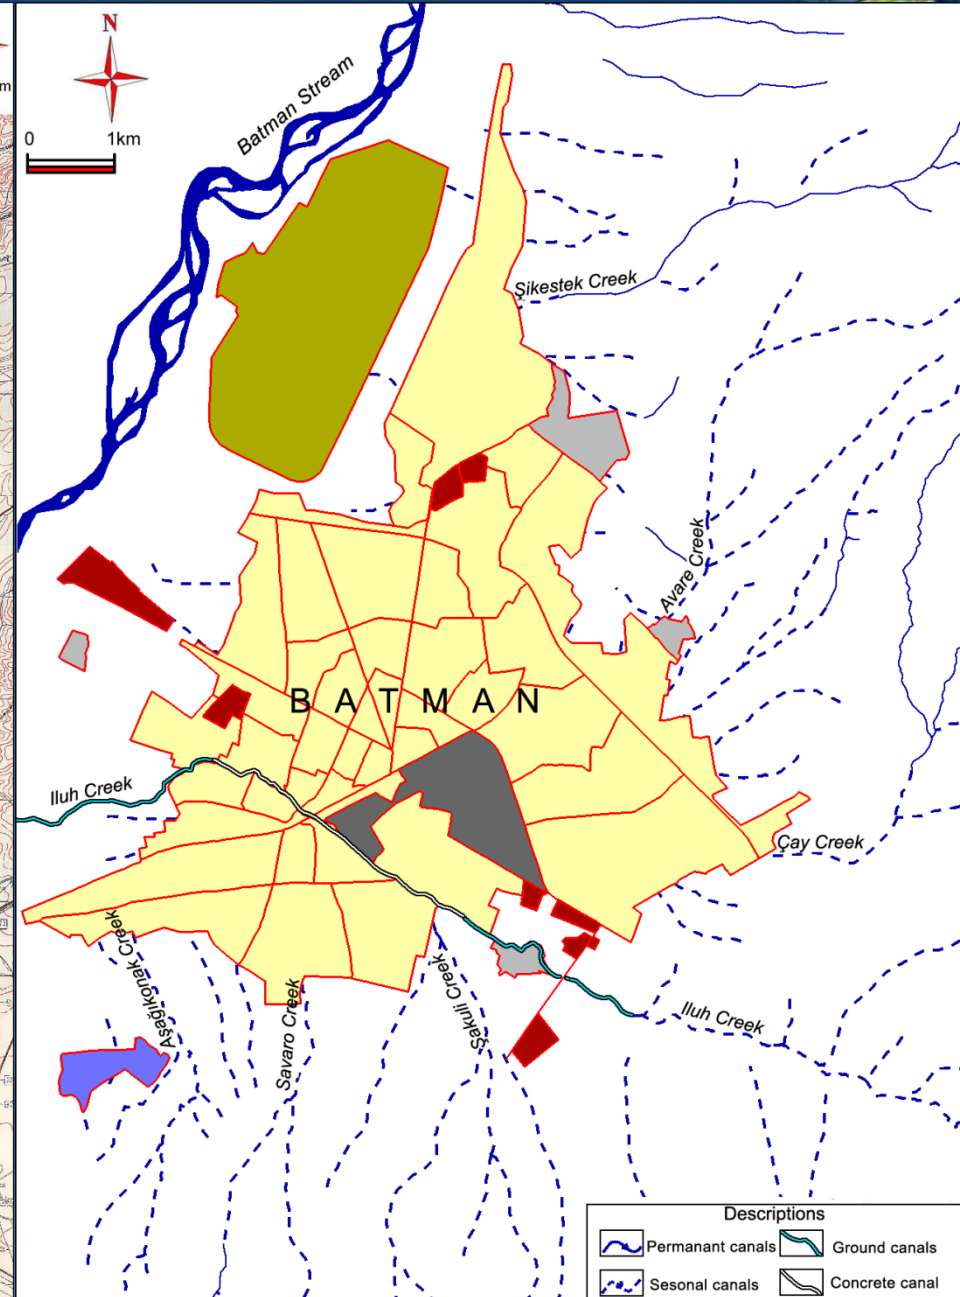 N
0 1km
m
Batman Stream
Şikestek Creek
Avare Creek
BATMAN
Iluh Creek
Çay Creek
Aşağıkonak Creek
Savaro Creek
Şakuli Creek
Iluh Creek
Descriptions
Permanant canals Ground canals
Sesonal canals Concrete canal